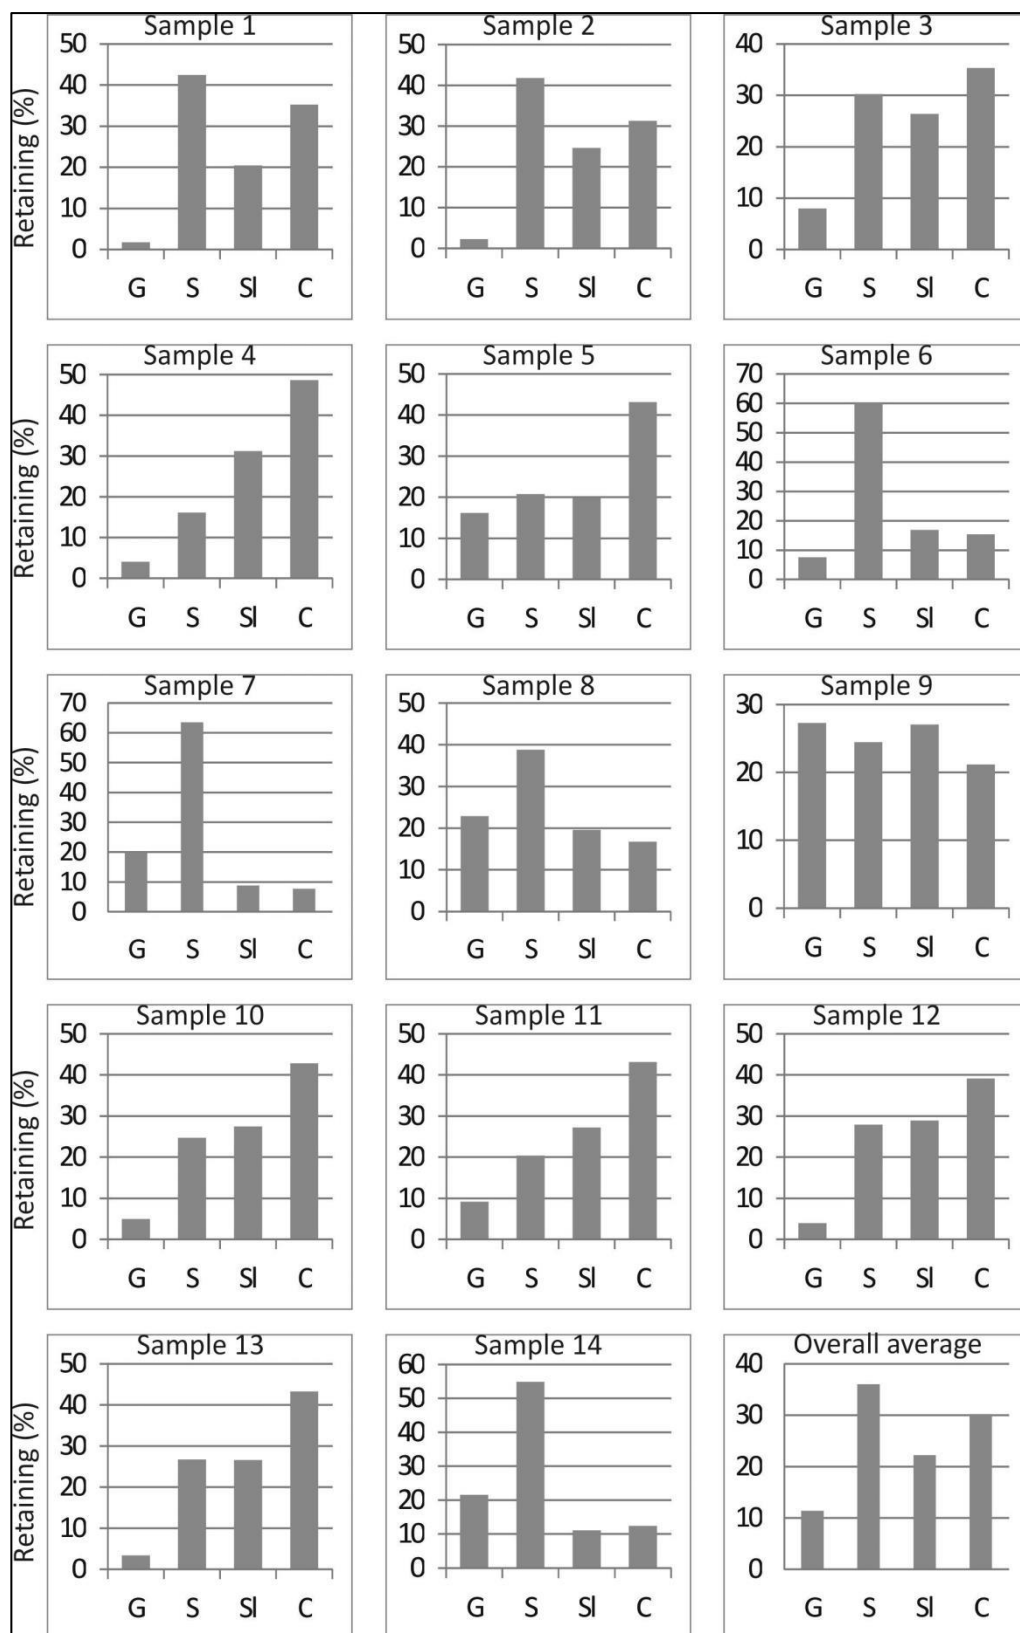 Sample 1 Sample 2 Sample 3
Retaining (%)
50 50 40
40 40 30
30 30 20
20 20 10
10 10 0
0 0
G S Sl C G S Sl C G S Sl C
Sample 4 Sample 5 Sample 6
Retaining (%)
50 50 70
40 40 60
30 30 50
20 20 40
10 10 30
0 0 20
10
0
G S Sl C G S Sl C G S Sl C
Sample 7 Sample 8 Sample 9
Retaining (%)
70 50 30
60 40 20
50 30 10
40 20 0
30 10
20 0
10
0
G S Sl C G S Sl C G S Sl C
Sample 10 Sample 11 Sample 12
Retaining (%)
50 50 50
40 40 40
30 30 30
20 20 20
10 10 10
0 0 0
G S Sl C G S Sl C G S Sl C
Sample 13 Sample 14 Overall average
Retaining (%)
50 60 40
40 50 30
30 40 20
20 30 10
10 20 0
0 10
0
G S Sl C G S Sl C G S Sl C